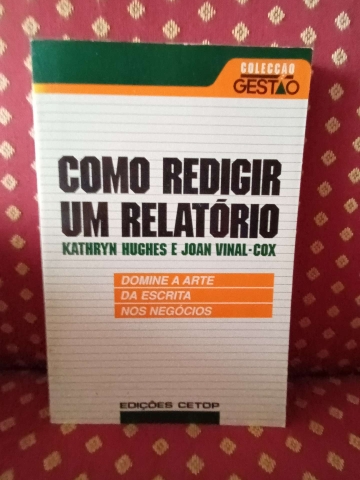 COLECÇÃO
GESTÃO
COMO REDIGIR
UM RELATÓRIO
KATHRYN HUGHES E JOAN VINAL-COX
DOMINE A ARTE
DA ESCRITA
NOS NEGÓCIOS
EDIÇÕES CETOP